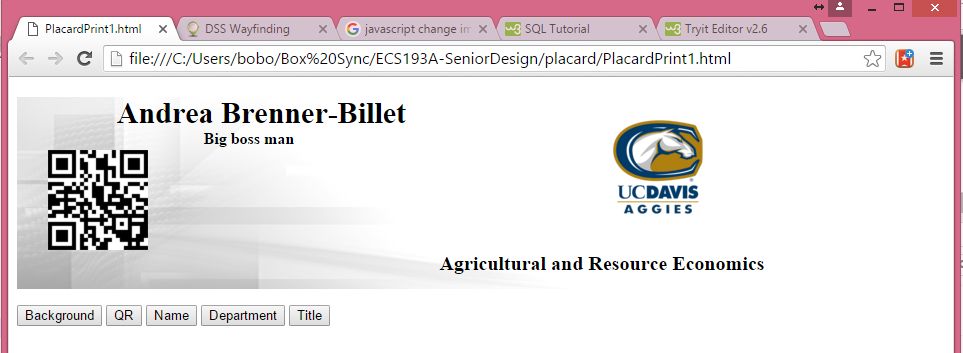 PlacardPrint1.html
DSS Wayfinding
javascript change im
SQL Tutorial
Tryit Editor v2.6
file:///C:/Users/bobo/Box%20Sync/ECS193A-SeniorDesign/placard/PlacardPrint1.html
Andrea Brenner-Billet
Big boss man
UCDAVIS
AGGIES
Agricultural and Resource Economics
Background QR Name Department Title